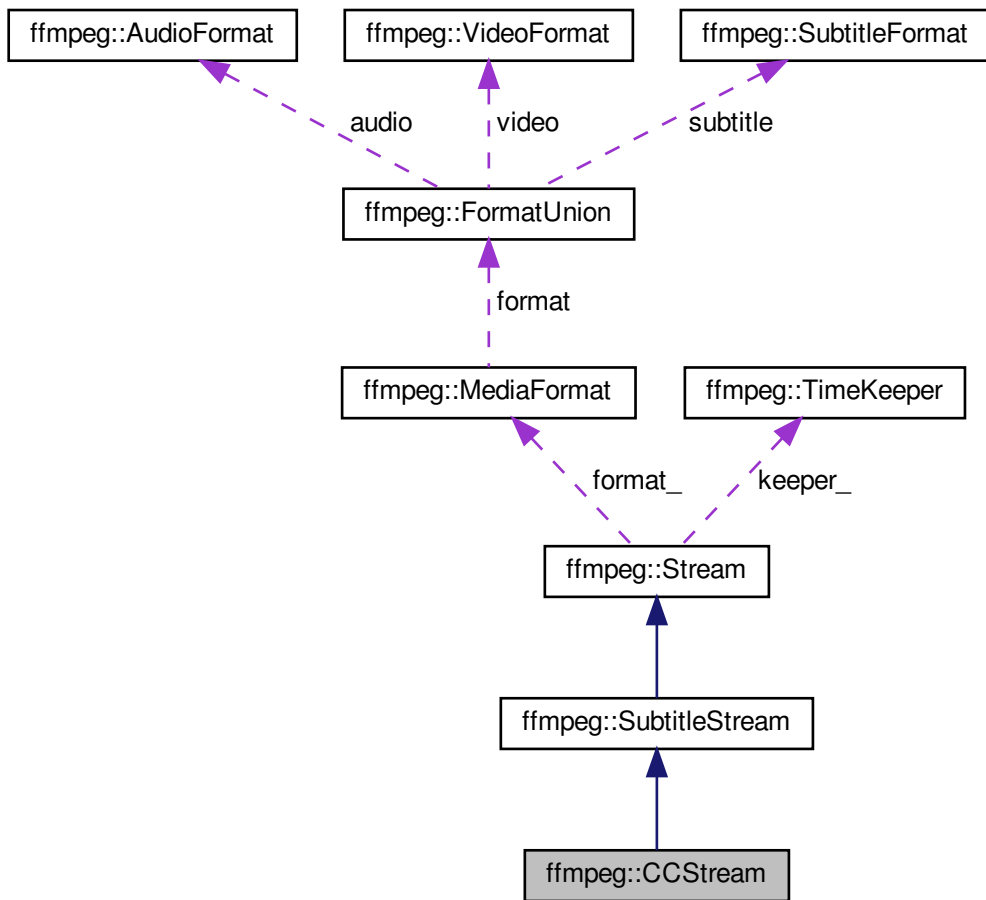 ffmpeg::AudioFormat
ffmpeg::VideoFormat
ffmpeg::SubtitleFormat
audio
video
subtitle
ffmpeg::FormatUnion
format
ffmpeg::MediaFormat
ffmpeg::TimeKeeper
format_
keeper_
ffmpeg::Stream
ffmpeg::SubtitleStream
ffmpeg::CCStream